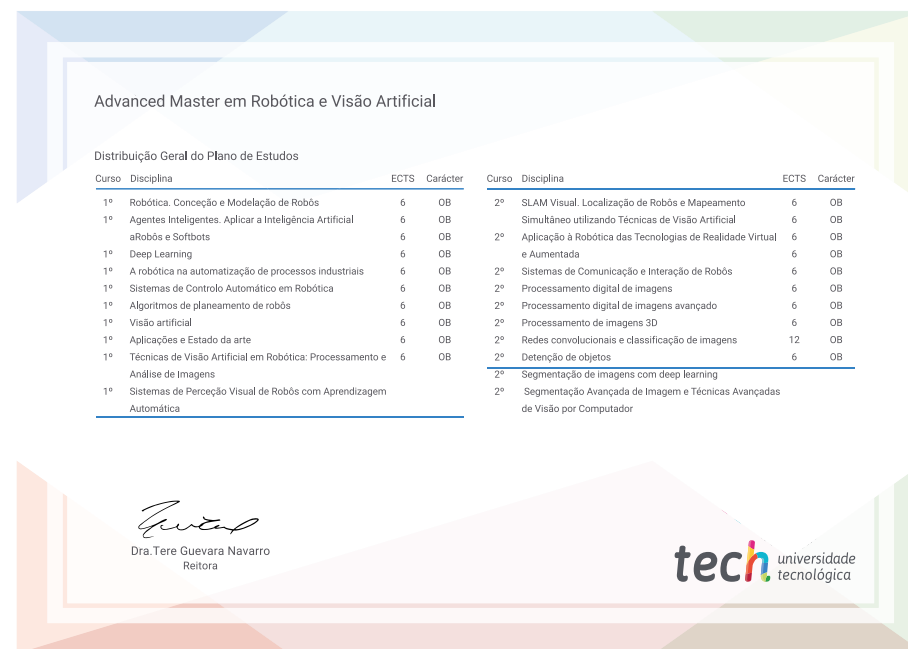 Advanced Master em Robótica e Visão Artificial
Distribuição Geral do Plano de Estudos
Curso Disciplina ECTS Carácter
1º Robótica. Conceção e Modelação de Robôs 6 OB
1º Agentes Inteligentes. Aplicar a Inteligência Artificial 6 OB
aRobôs e Softbots 6 OB
1º Deep Learning 6 OB
1º A robótica na automatização de processos industriais 6 OB
1º Sistemas de Controlo Automático em Robótica 6 OB
1º Algoritmos de planeamento de robôs 6 OB
1º Visão artificial 6 OB
1º Aplicações e Estado da arte 6 OB
1º Técnicas de Visão Artificial em Robótica: Processamento e 6 OB
Análise de Imagens
1º Sistemas de Perceção Visual de Robôs com Aprendizagem
Automática
Curso Disciplina ECTS Carácter
2º SLAM Visual. Localização de Robôs e Mapeamento 6 OB
Simultâneo utilizando Técnicas de Visão Artificial 6 OB
2º Aplicação à Robótica das Tecnologias de Realidade Virtual 6 OB
e Aumentada 6 OB
2º Sistemas de Comunicação e Interação de Robôs 6 OB
2º Processamento digital de imagens 6 OB
2º Processamento digital de imagens avançado 6 OB
2º Processamento de imagens 3D 6 OB
2º Redes convolucionais e classificação de imagens 12 OB
2º Detenção de objetos 6 OB
2º Segmentação de imagens com deep learning
2º Segmentação Avançada de Imagem e Técnicas Avançadas
de Visão por Computador
Dra.Tere Guevara Navarro
Reitora
tech universidade
tecnológica